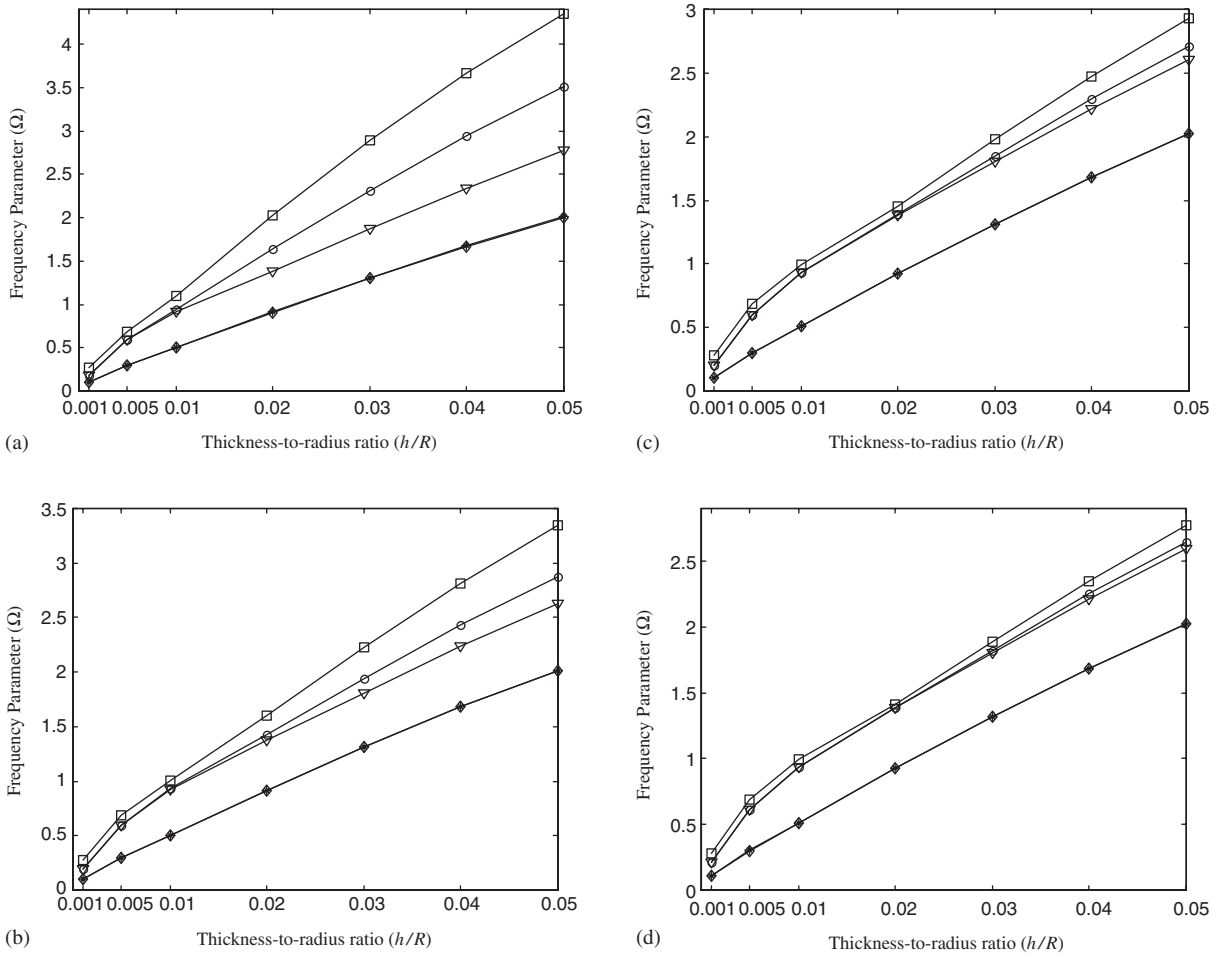 Frequency Parameter (Ω)
4
3.5
3
2.5
2
1.5
1
0.5
0
0.001 0.005 0.01 0.02 0.03 0.04 0.05
(a) Thickness-to-radius ratio (h/R)
Frequency Parameter (Ω)
3
2.5
2
1.5
1
0.5
0
0.001 0.005 0.01 0.02 0.03 0.04 0.05
(c) Thickness-to-radius ratio (h/R)
Frequency Parameter (Ω)
3.5
3
2.5
2
1.5
1
0.5
0
0.001 0.005 0.01 0.02 0.03 0.04 0.05
(b) Thickness-to-radius ratio (h/R)
Frequency Parameter (Ω)
2.5
2
1.5
1
0.5
0
0.001 0.005 0.01 0.02 0.03 0.04 0.05
(d) Thickness-to-radius ratio (h/R)